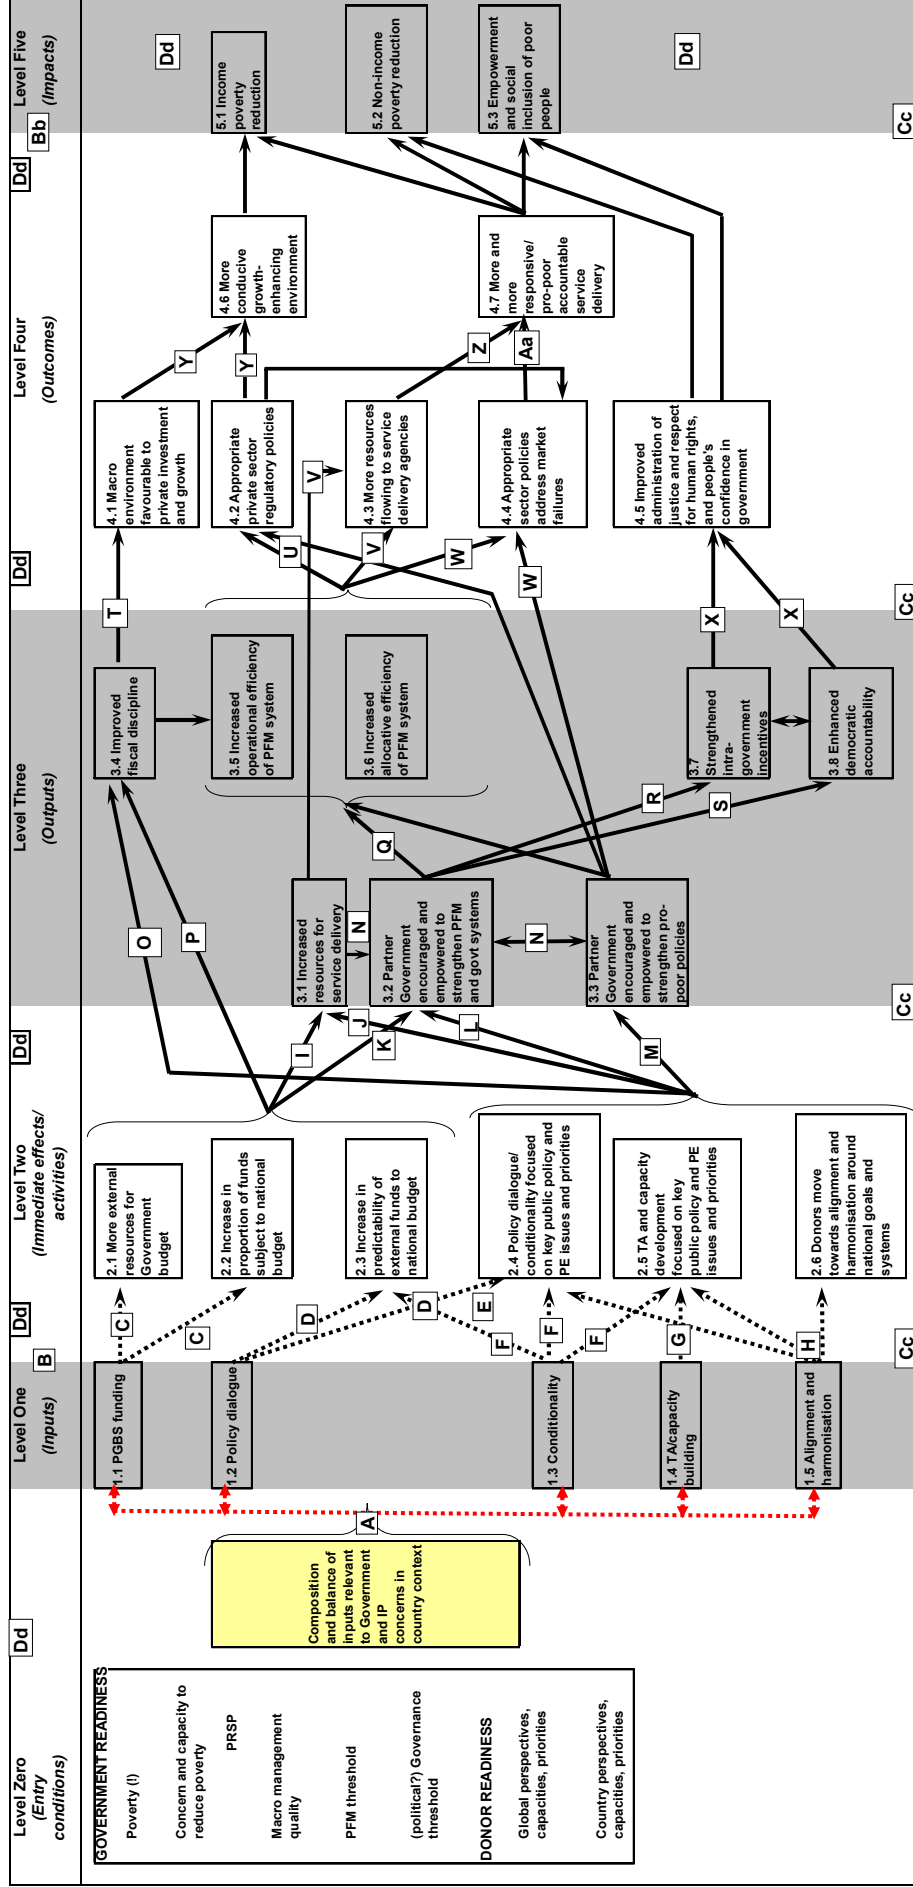 Level Zero
(Entry
conditions)
Level One
(Inputs)
Level Two
(Immediate effects/
activities)
Level Three
(Outputs)
Level Four
(Outcomes)
Level Five
(Impacts)
Dd
B
Dd
Dd
Dd
Dd
Bb
GOVERNMENT READINESS
Poverty (!)
Concern and capacity to
reduce poverty
PRSP
Macro management
quality
PFM threshold
(political?) Governance
threshold
DONOR READINESS
Global perspectives,
capacities, priorities
Country perspectives,
capacities, priorities
Composition
and balance of
inputs relevant
to Government
and IP
concerns in
country context
A
1.1 PGBS funding
1.2 Policy dialogue
1.3 Conditionality
1.4 TA/capacity
building
1.5 Alignment and
harmonisation
C
C
D
D
E
F
F
F
G
H
Cc
2.1 More external
resources for
Government
budget
2.2 Increase in
proportion of funds
subject to national
budget
2.3 Increase in
predictability of
external funds to
national budget
2.4 Policy dialogue/
conditionality focused
on key public policy and
PE issues and priorities
2.5 TA and capacity
development
focused on key
public policy and PE
issues and priorities
2.6 Donors move
towards alignment and
harmonisation around
national goals and
systems
O
P
I
J
K
L
M
Cc
3.1 Increased
resources for
service delivery
N
3.2 Partner
Government
encouraged and
empowered to
strengthen PFM
and govt systems
N
3.3 Partner
Government
encouraged and
empowered to
strengthen pro-
poor policies
Q
R
S
3.4 Improved
fiscal discipline
3.5 Increased
operational efficiency
of PFM system
3.6 Increased
allocative efficiency
of PFM system
3.7
Strengthened
intra-
government
incentives
3.8 Enhanced
democratic
accountability
T
U
V
V
W
W
X
X
Cc
4.1 Macro
environment
favourable to
private investment
and growth
4.2 Appropriate
private sector
regulatory policies
4.3 More resources
flowing to service
delivery agencies
4.4 Appropriate
sector policies
address market
failures
4.5 Improved
administration of
justice and respect
for human rights,
and people's
confidence in
government
Y
Y
Z
Aa
4.6 More
conducive
growth-
enhancing
environment
4.7 More and
more
responsive/
pro-poor
accountable
service
delivery
Dd
5.1 Income
poverty
reduction
5.2 Non-income
poverty reduction
5.3 Empowerment
and social
inclusion of poor
people
Dd
Cc